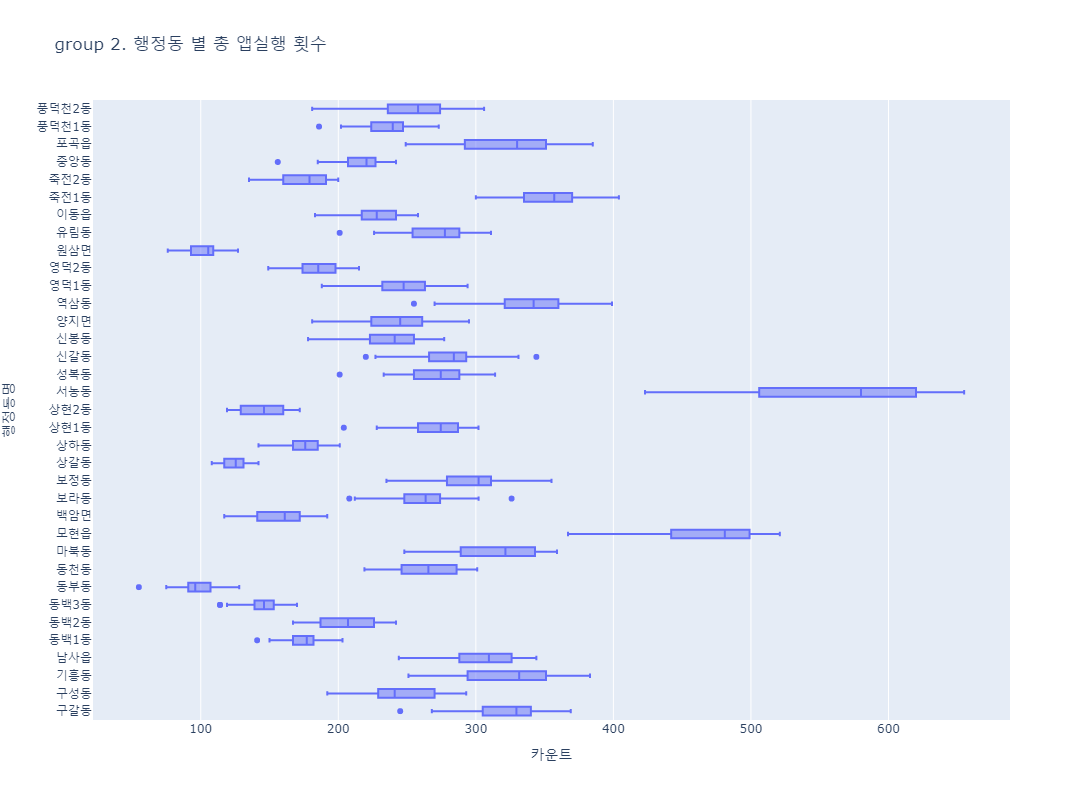 group 2. 행정동 별 총 앱실행 횟수
풍덕천2동
풍덕천1동
포곡읍
중앙동
죽전2동
죽전1동
이동읍
유림동
원삼면
영덕2동
영덕1동
역삼동
양지면
신봉동
신갈동
성복동
서농동
상현2동
상현1동
상하동
상갈동
보정동
보라동
백암면
모현읍
마북동
동천동
동부동
동백3동
동백2동
동백1동
남사읍
기흥동
구성동
구갈동
행정동명
100 200 300 400 500 600
카운트